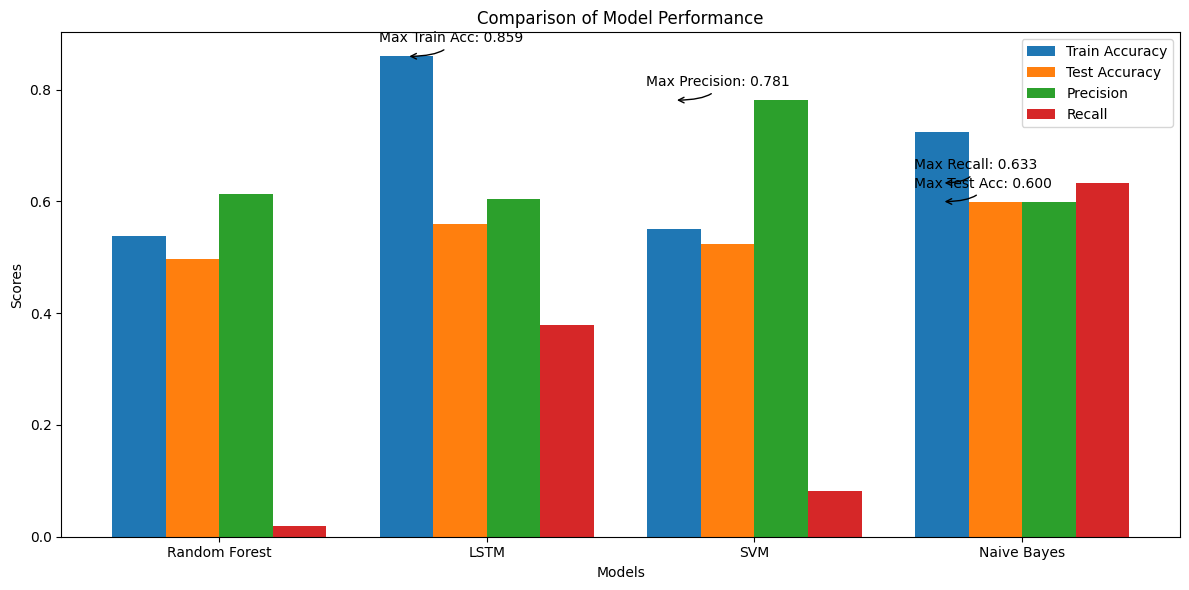 Comparison of Model Performance
Max Train Acc: 0.859
Max Precision: 0.781
Max Recall: 0.633
Max Test Acc: 0.600
Train Accuracy
Test Accuracy
Precision
Recall
Scores
0.8
0.6
0.4
0.2
0.0
Random Forest
LSTM
SVM
Naive Bayes
Models